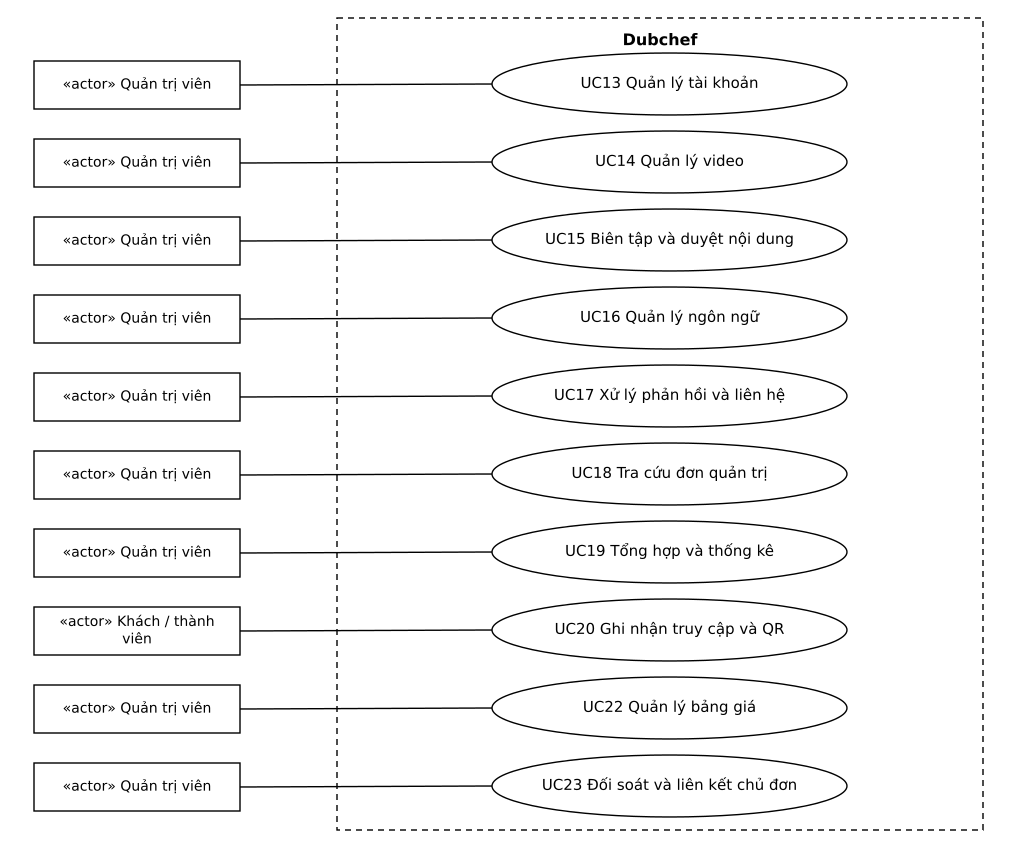 Dubchef
«actor» Quản trị viên
UC13 Quản lý tài khoản
«actor» Quản trị viên
UC14 Quản lý video
«actor» Quản trị viên
UC15 Biên tập và duyệt nội dung
«actor» Quản trị viên
UC16 Quản lý ngôn ngữ
«actor» Quản trị viên
UC17 Xử lý phản hồi và liên hệ
«actor» Quản trị viên
UC18 Tra cứu đơn quản trị
«actor» Quản trị viên
UC19 Tổng hợp và thống kê
«actor» Khách / thành
viên
UC20 Ghi nhận truy cập và QR
«actor» Quản trị viên
UC22 Quản lý bảng giá
«actor» Quản trị viên
UC23 Đối soát và liên kết chủ đơn